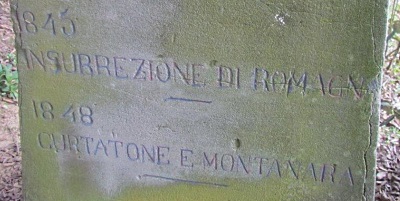 1845
INSURREZIONE DI ROMAGNA
1848
CURTATONE E MONTANARA